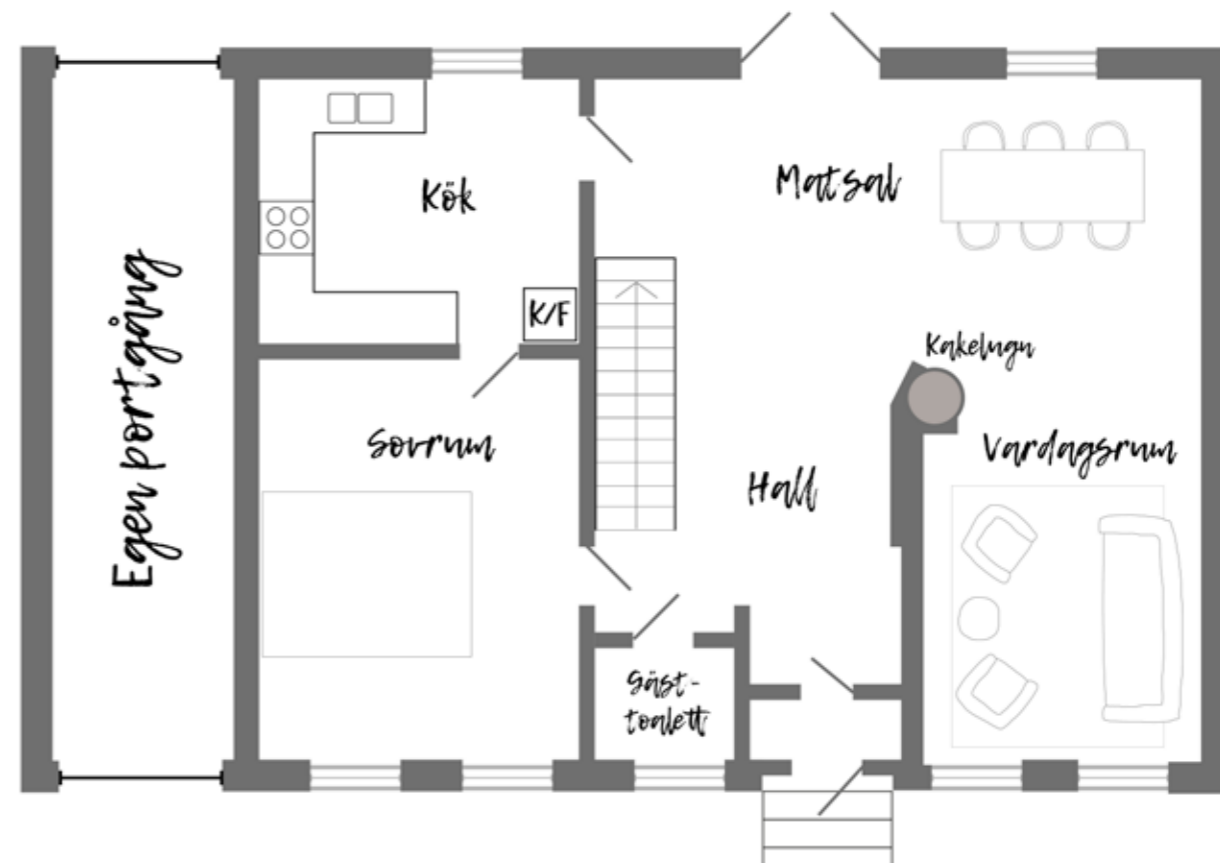 Kök
Matsal
Egen portgång
K/F
Kakelugn
Sovrum
Vardagsrum
Hall
Gäst-
toalett